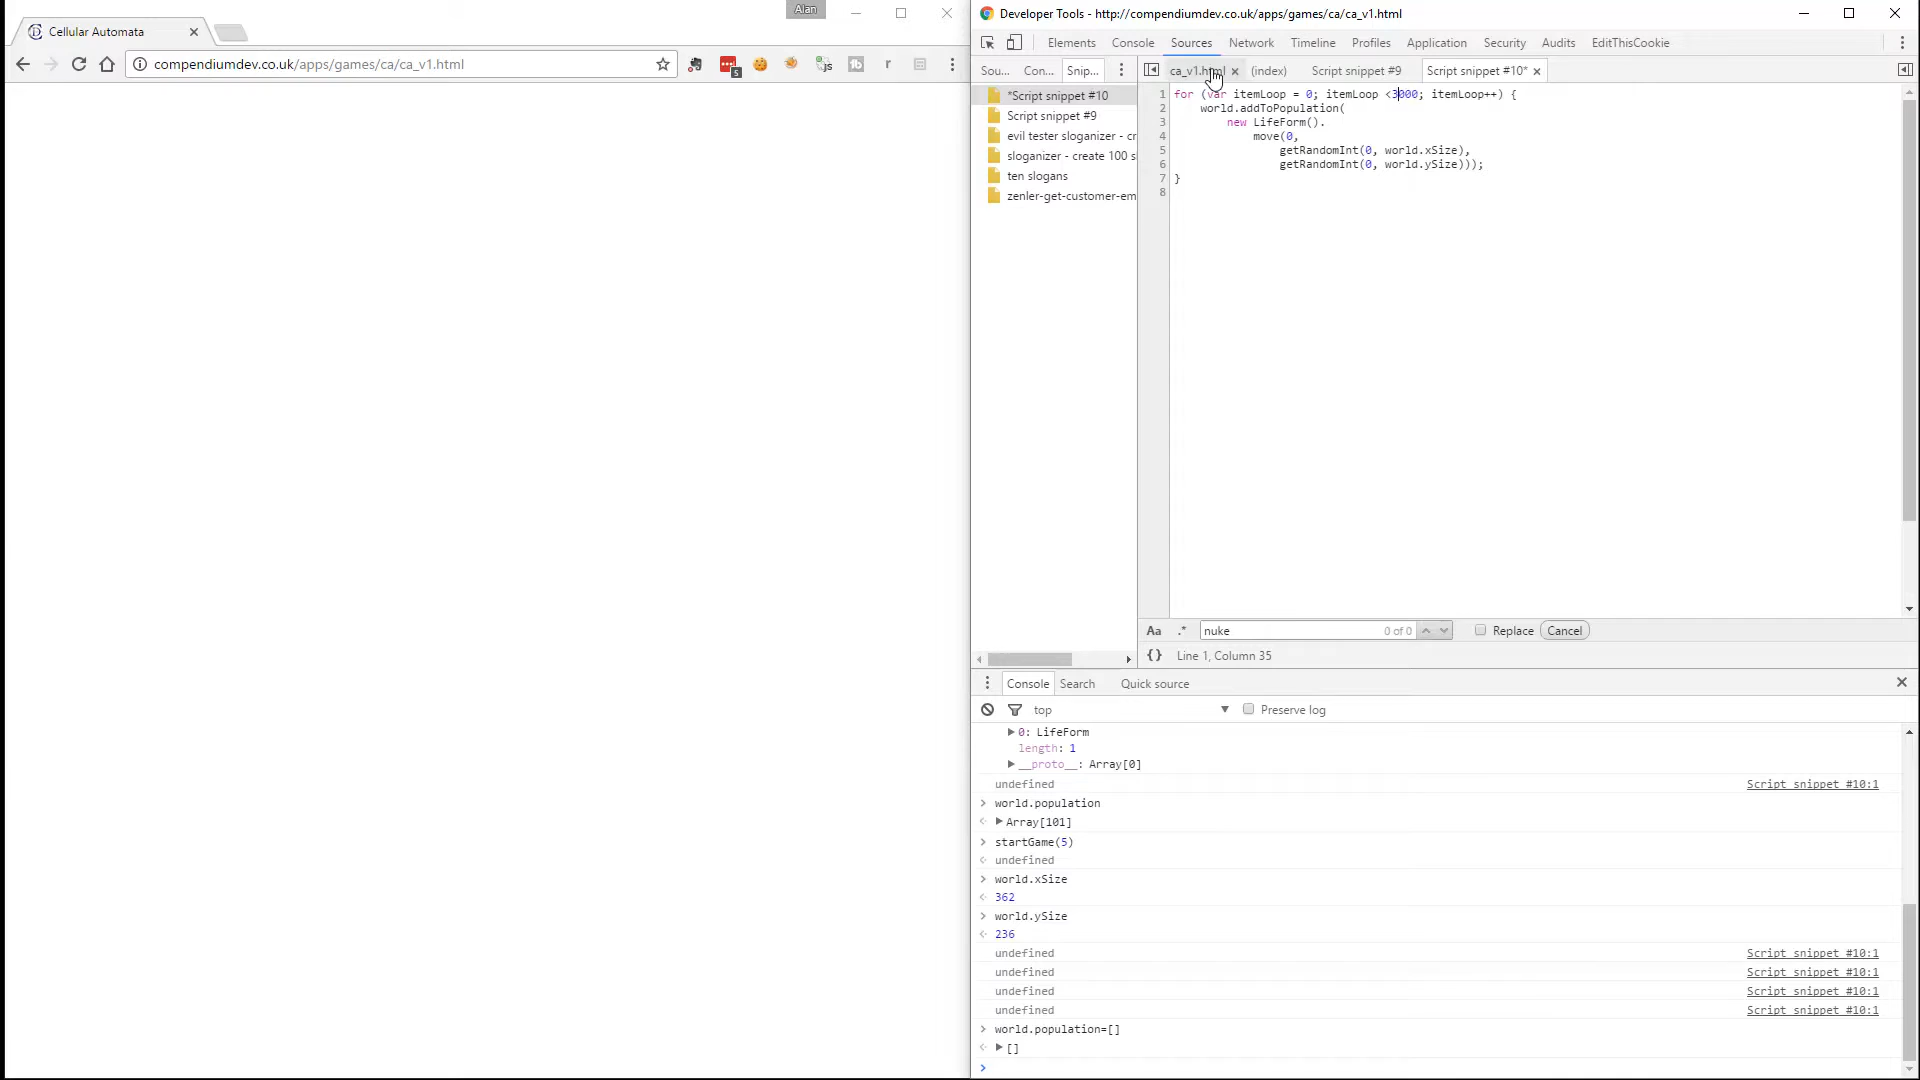 Alan
Cellular Automata
compendiumdev.co.uk/apps/games/ca/ca_v1.html
5
js
fb
r
Developer Tools - http://compendiumdev.co.uk/apps/games/ca/ca_v1.html
Elements Console Sources Network Timeline Profiles Application Security Audits EditThisCookie
Sou... Con... Snip...
ca_v1.html (index) Script snippet #9 Script snippet #10*
*Script snippet #10
Script snippet #9
evil tester sloganizer - cr
sloganizer - create 100 sl
ten slogans
zenler-get-customer-em
1 for (var itemLoop = 0; itemLoop <3000; itemLoop++) {
2 world.addToPopulation(
3 new LifeForm().
4 move(0,
5 getRandomInt(0, world.xSize),
6 getRandomInt(0, world.ySize)));
7 }
8
Aa .* nuke 0 of 0 Replace Cancel
{} Line 1, Column 35
Console Search Quick source
top Preserve log
0: LifeForm
length: 1
__proto__: Array[0]
undefined Script snippet #10:1
world.population
Array[101]
startGame(5)
undefined
world.xSize
362
world.ySize
236
undefined Script snippet #10:1
undefined Script snippet #10:1
undefined Script snippet #10:1
undefined Script snippet #10:1
world.population=[]
[]